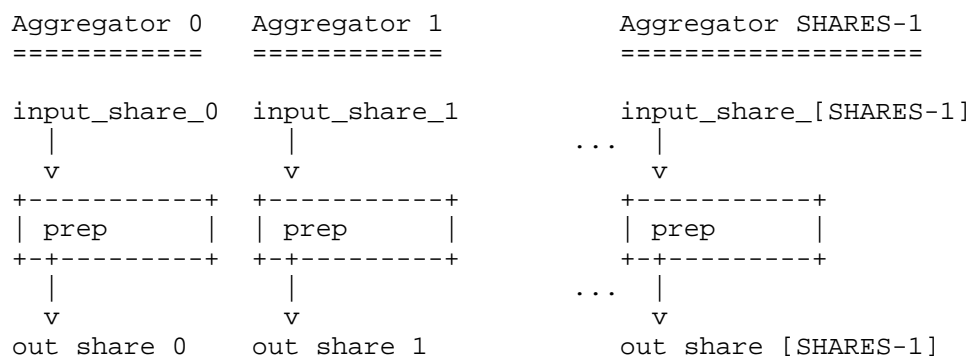 Aggregator 0   Aggregator 1            Aggregator SHARES-1
============   ============            ===================
input_share_0  input_share_1           input_share_[SHARES-1]
  |              |                 ...   |
  v              v                       v
+-----------+  +-----------+           +-----------+
| prep      |  | prep      |           | prep      |
+-+---------+  +-+---------+           +-+---------+
  |              |                 ...   |
  v              v                       v
out share 0    out share 1             out share [SHARES-1]